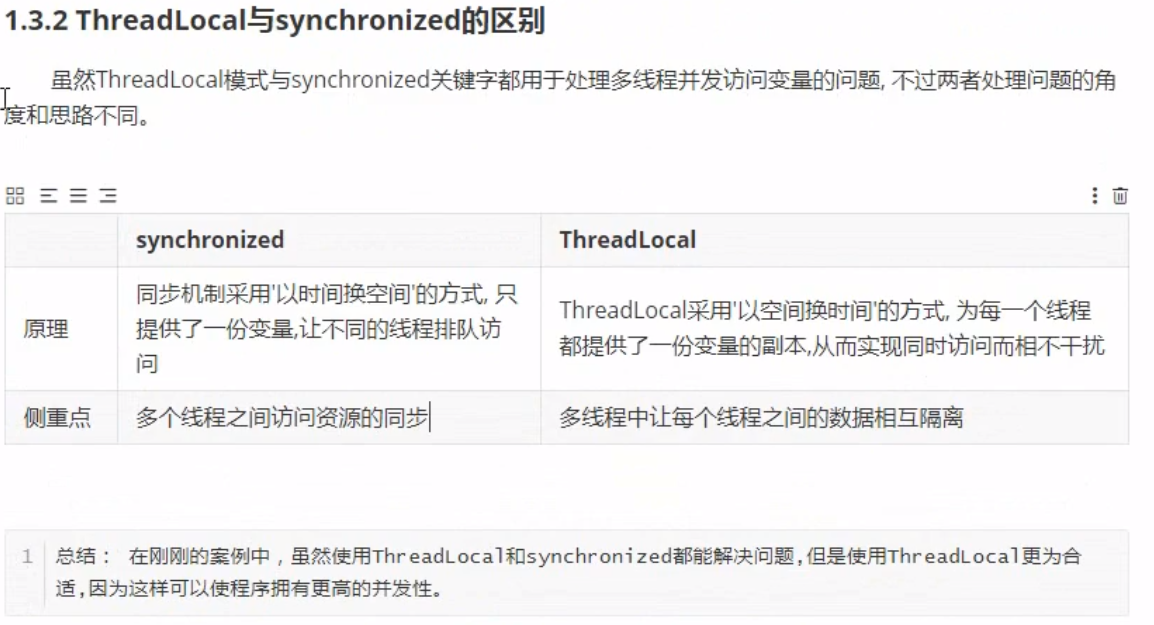 1.3.2 ThreadLocal与synchronized的区别
虽然ThreadLocal模式与synchronized关键字都用于处理多线程并发访问变量的问题, 不过两者处理问题的角
度和思路不同。
synchronized
ThreadLocal
原理
同步机制采用'以时间换空间'的方式, 只
提供了一份变量,让不同的线程排队访
问
ThreadLocal采用'以空间换时间'的方式, 为每一个线程
都提供了一份变量的副本,从而实现同时访问而相不干扰
侧重点
多个线程之间访问资源的同步
多线程中让每个线程之间的数据相互隔离
1
总结： 在刚刚的案例中，虽然使用ThreadLocal和synchronized都能解决问题,但是使用ThreadLocal更为合
适,因为这样可以使程序拥有更高的并发性。